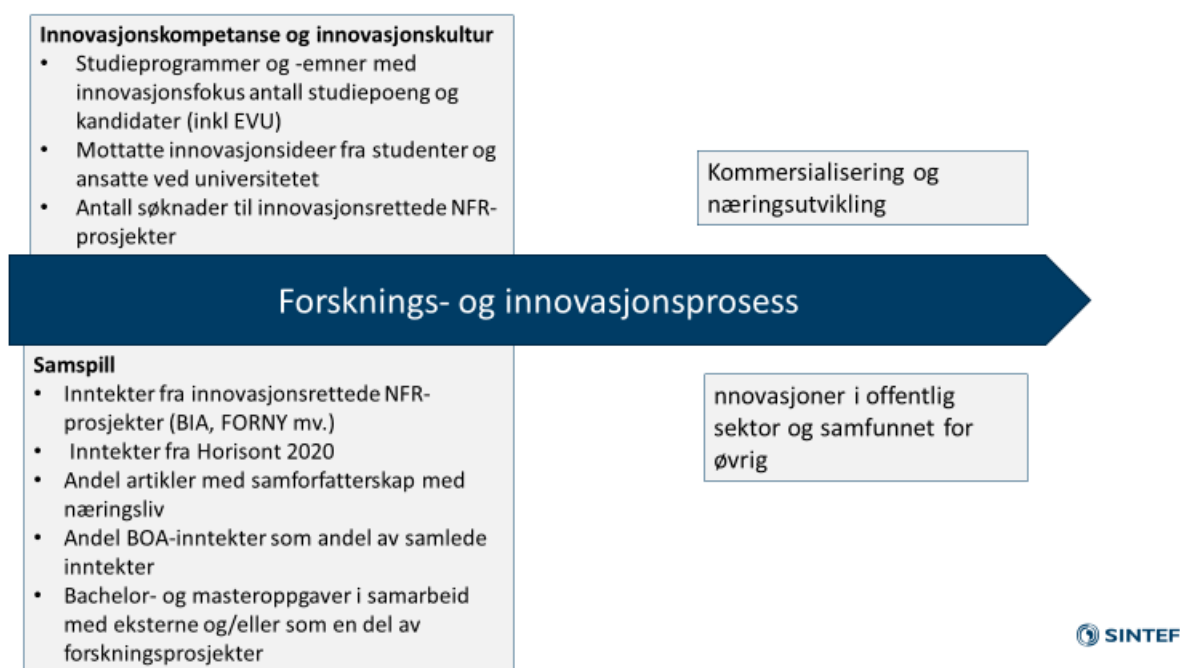 Innovasjonskompetanse og innovasjonskultur
• Studieprogrammer og -emner med
innovasjonsfokus antall studiepoeng og
kandidater (inkl EVU)
• Mottatte innovasjonsideer fra studenter og
ansatte ved universitetet
• Antall søknader til innovasjonsrettede NFR-
prosjekter
Kommersialisering og
næringsutvikling
Forsknings- og innovasjonsprosess
Samspill
• Inntekter fra innovasjonsrettede NFR-
prosjekter (BIA, FORNY mv.)
• Inntekter fra Horisont 2020
• Andel artikler med samforfatterskap med
næringsliv
• Andel BOA-inntekter som andel av samlede
inntekter
• Bachelor- og masteroppgaver i samarbeid
med eksterne og/eller som en del av
forskningsprosjekter
nnovasjoner i offentlig
sektor og samfunnet for
øvrig
SINTEF